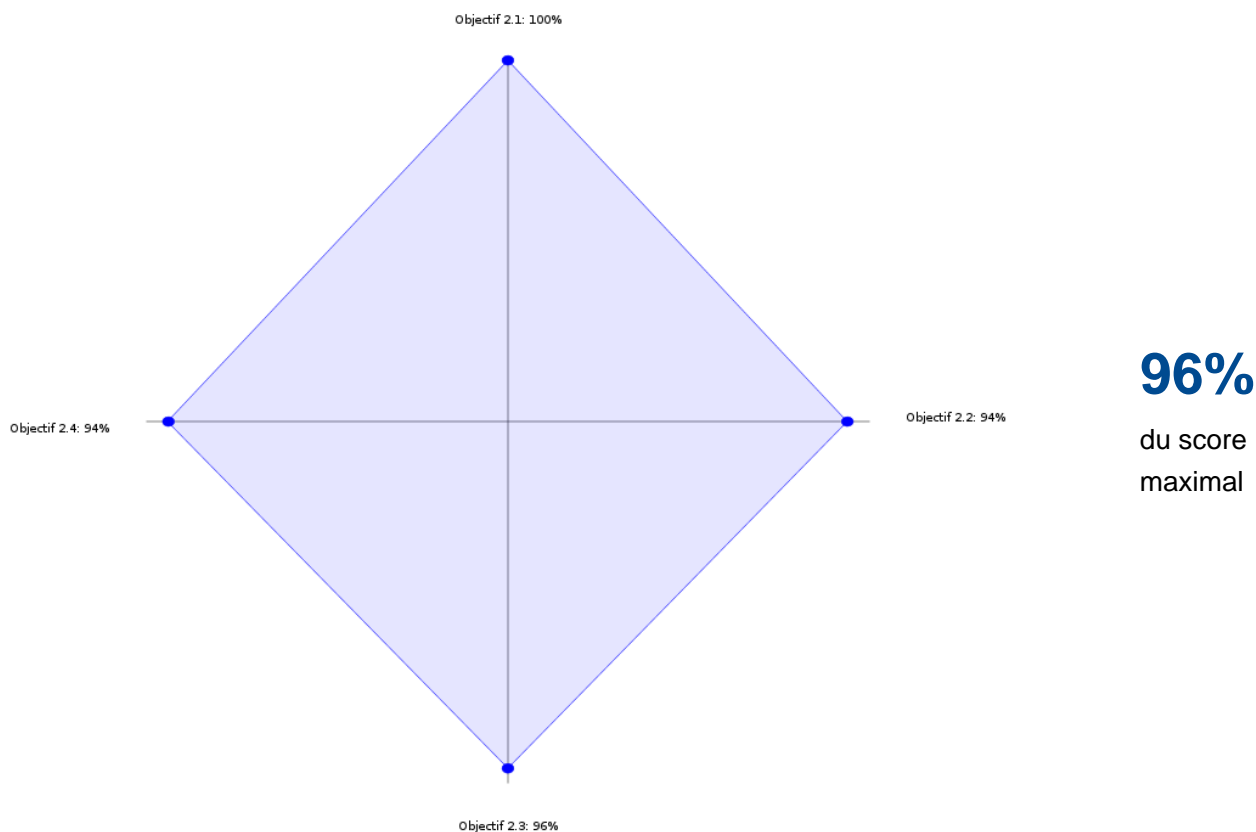 Objectif 2.1: 100%
Objectif 2.4: 94%
Objectif 2.2: 94%
Objectif 2.3: 96%
96%
du score
maximal